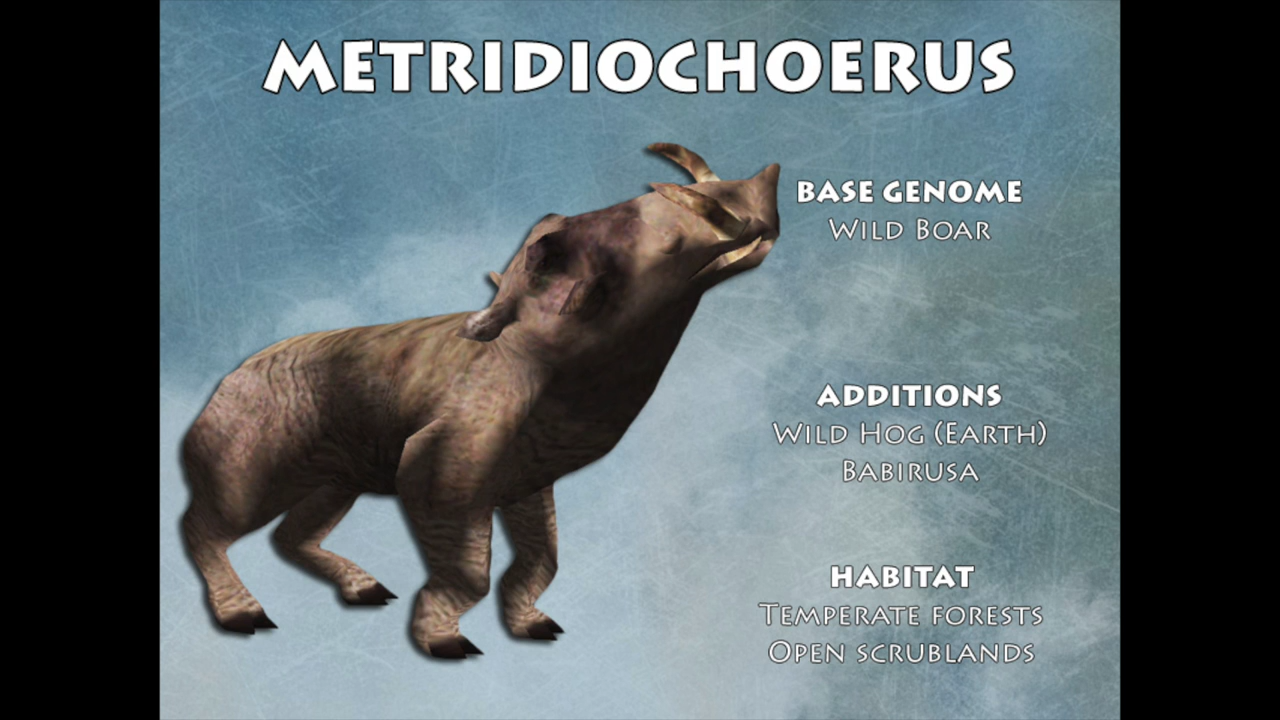 METRIDIOCHOERUS
BASE GENOME
WILD BOAR
ADDITIONS
WILD HOG (EARTH)
BABIRUSA
HABITAT
TEMPERATE FORESTS
OPEN SCRUBLANDS